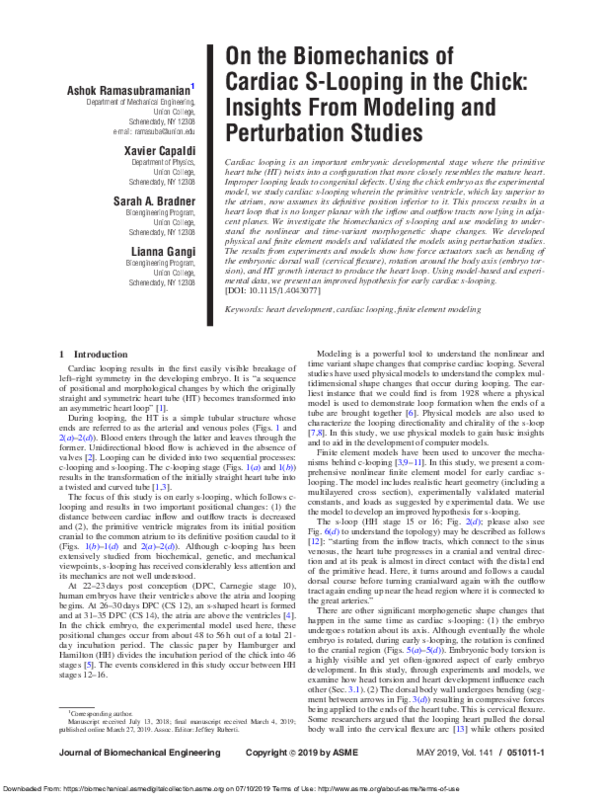 On the Biomechanics of
Cardiac S-Looping in the Chick:
Insights From Modeling and
Perturbation Studies
Ashok Ramasubramanian1
Department of Mechanical Engineering,
Union College,
Schenectady, NY 12308
e-mail: ramasuba@union.edu
Xavier Capaldi
Department of Physics,
Union College,
Schenectady, NY 12308
Sarah A. Bradner
Bioengineering Program,
Union College,
Schenectady, NY 12308
Lianna Gangi
Bioengineering Program,
Union College,
Schenectady, NY 12308
Cardiac looping is an important embryonic developmental stage where the primitive
heart tube (HT) twists into a configuration that more closely resembles the mature heart.
Improper looping leads to congenital defects. Using the chick embryo as the experimental
model, we study cardiac s-looping wherein the primitive ventricle, which lay superior to
the atrium, now assumes its definitive position inferior to it. This process results in a
heart loop that is no longer planar with the inflow and outflow tracts now lying in adja-
cent planes. We investigate the biomechanics of s-looping and use modeling to under-
stand the nonlinear and time-variant morphogenetic shape changes. We developed
physical and finite element models and validated the models using perturbation studies.
The results from experiments and models show how force actuators such as bending of
the embryonic dorsal wall (cervical flexure), rotation around the body axis (embryo tor-
sion), and HT growth interact to produce the heart loop. Using model-based and experi-
mental data, we present an improved hypothesis for early cardiac s-looping.
[DOI: 10.1115/1.4043077]
Keywords: heart development, cardiac looping, finite element modeling
1 Introduction
Cardiac looping results in the first easily visible breakage of
left–right symmetry in the developing embryo. It is "a sequence
of positional and morphological changes by which the originally
straight and symmetric heart tube (HT) becomes transformed into
an asymmetric heart loop" [1].
During looping, the HT is a simple tubular structure whose
ends are referred to as the arterial and venous poles (Figs. 1 and
2(a)–2(d)). Blood enters through the latter and leaves through the
former. Unidirectional blood flow is achieved in the absence of
valves [2]. Looping can be divided into two sequential processes:
c-looping and s-looping. The c-looping stage (Figs. 1(a) and 1(b))
results in the transformation of the initially straight heart tube into
a twisted and curved tube [1,3].
The focus of this study is on early s-looping, which follows c-
looping and results in two important positional changes: (1) the
distance between cardiac inflow and outflow tracts is decreased
and (2), the primitive ventricle migrates from its initial position
cranial to the common atrium to its definitive position caudal to it
(Figs. 1(b)–1(d) and 2(a)–2(d)). Although c-looping has been
extensively studied from biochemical, genetic, and mechanical
viewpoints, s-looping has received considerably less attention and
its mechanics are not well understood.
At 22–23 days post conception (DPC, Carnegie stage 10),
human embryos have their ventricles above the atria and looping
begins. At 26–30 days DPC (CS 12), an s-shaped heart is formed
and at 31–35 DPC (CS 14), the atria are above the ventricles [4].
In the chick embryo, the experimental model used here, these
positional changes occur from about 48 to 56 h out of a total 21-
day incubation period. The classic paper by Hamburger and
Hamilton (HH) divides the incubation period of the chick into 46
stages [5]. The events considered in this study occur between HH
stages 12–16.
1Corresponding author.
Manuscript received July 13, 2018; final manuscript received March 4, 2019;
published online March 27, 2019. Assoc. Editor: Jeffrey Ruberti.
Modeling is a powerful tool to understand the nonlinear and
time variant shape changes that comprise cardiac looping. Several
studies have used physical models to understand the complex mul-
tidimensional shape changes that occur during looping. The ear-
liest instance that we could find is from 1928 where a physical
model is used to demonstrate loop formation when the ends of a
tube are brought together [6]. Physical models are also used to
characterize the looping directionality and chirality of the s-loop
[7,8]. In this study, we use physical models to gain basic insights
and to aid in the development of computer models.
Finite element models have been used to uncover the mecha-
nisms behind c-looping [3,9–11]. In this study, we present a com-
prehensive nonlinear finite element model for early cardiac s-
looping. The model includes realistic heart geometry (including a
multilayered cross section), experimentally validated material
constants, and loads as suggested by experimental data. We use
the model to develop an improved hypothesis for s-looping.
The s-loop (HH stage 15 or 16; Fig. 2(d); please also see
Fig. 6(d) to understand the topology) may be described as follows
[12]: "starting from the inflow tracts, which connect to the sinus
venosus, the heart tube progresses in a cranial and ventral direc-
tion and at its peak is almost in direct contact with the distal end
of the primitive head. Here, it turns around and follows a caudal
dorsal course before turning cranialward again with the outflow
tract again ending up near the head region where it is connected to
the great arteries."
There are other significant morphogenetic shape changes that
happen in the same time as cardiac s-looping: (1) the embryo
undergoes rotation about its axis. Although eventually the whole
embryo is rotated, during early s-looping, the rotation is confined
to the cranial region (Figs. 5(a)–5(d)). Embryonic body torsion is
a highly visible and yet often-ignored aspect of early embryo
development. In this study, through experiments and models, we
examine how head torsion and heart development influence each
other (Sec. 3.1). (2) The dorsal body wall undergoes bending (seg-
ment between arrows in Fig. 3(d)) resulting in compressive forces
being applied to the ends of the heart tube. This is cervical flexure.
Some researchers argued that the looping heart pulled the dorsal
body wall into the cervical flexure arc [13] while others posited
Journal of Biomechanical Engineering Copyright © 2019 by ASME MAY 2019, Vol. 141 / 051011-1
Downloaded From: https://biomechanical.asmedigitalcollection.asme.org on 07/10/2019 Terms of Use: http://www.asme.org/about-asme/terms-of-use